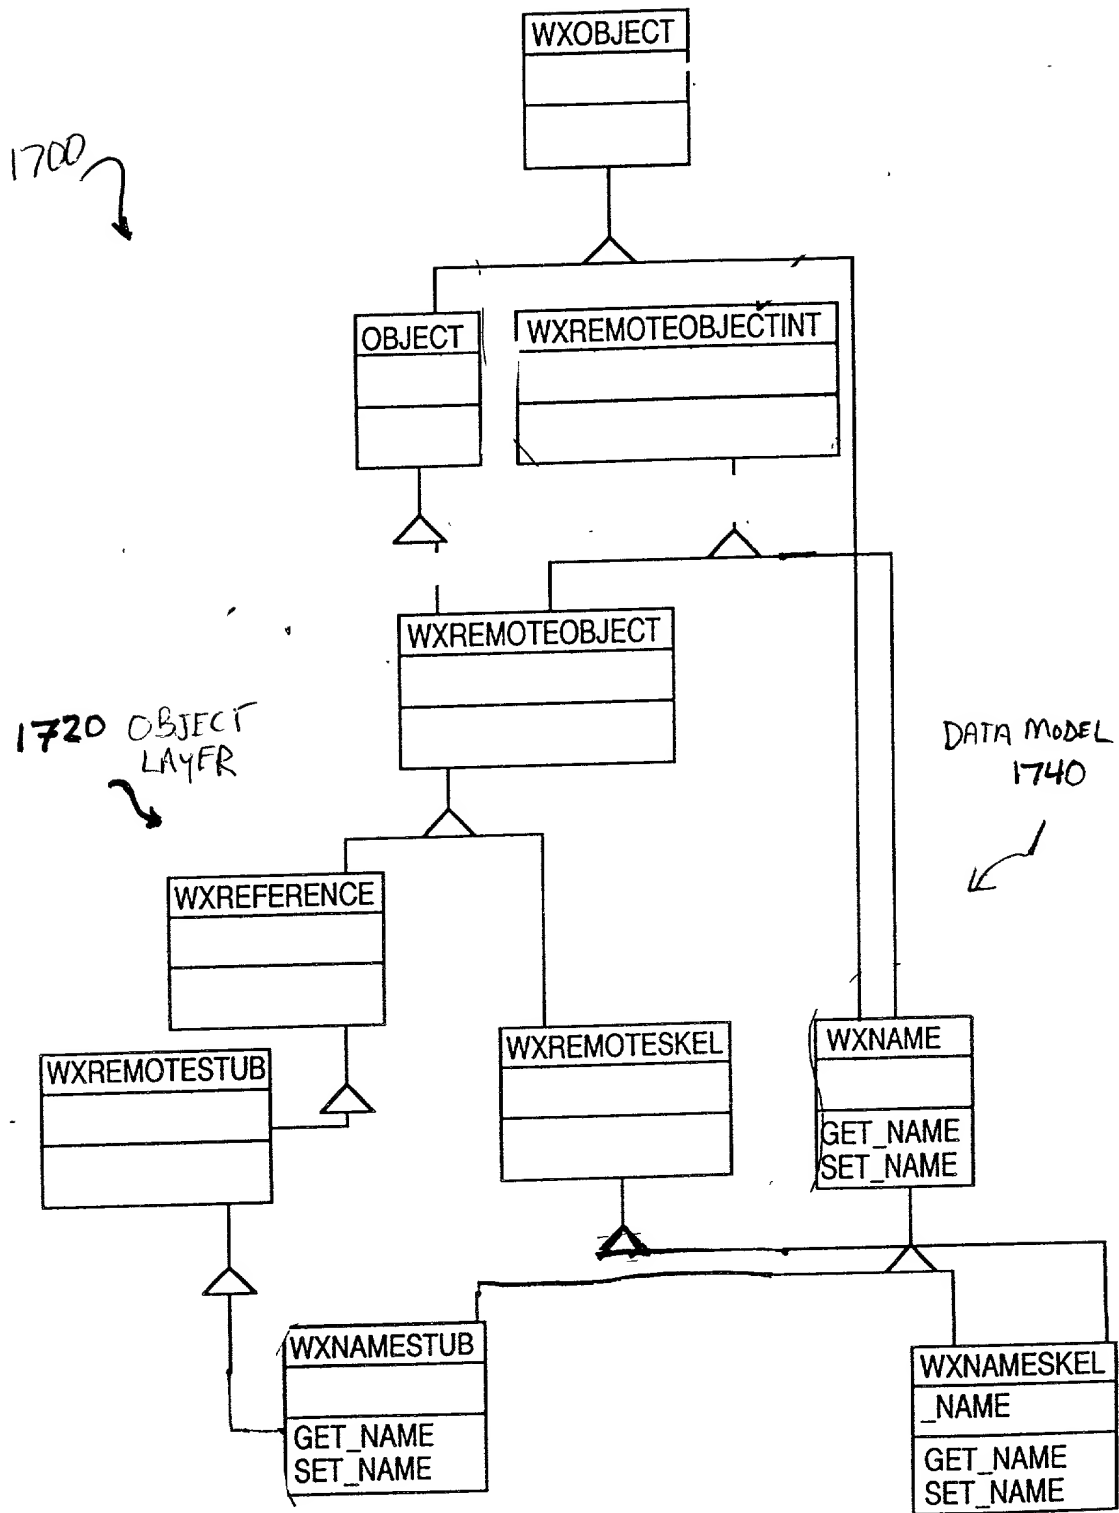 WXOBJECT
1700
OBJECT
WXREMOTEOBJECTINT
WXREMOTEOBJECT
1720 OBJECT
LAYER
DATA MODEL
1740
WXREFERENCE
WXREMOTESTUB
WXREMOTESKEL
WXNAME
GET_NAME
SET_NAME
WXNAMESTUB
GET_NAME
SET_NAME
WXNAMESKEL
_NAME
GET_NAME
SET_NAME